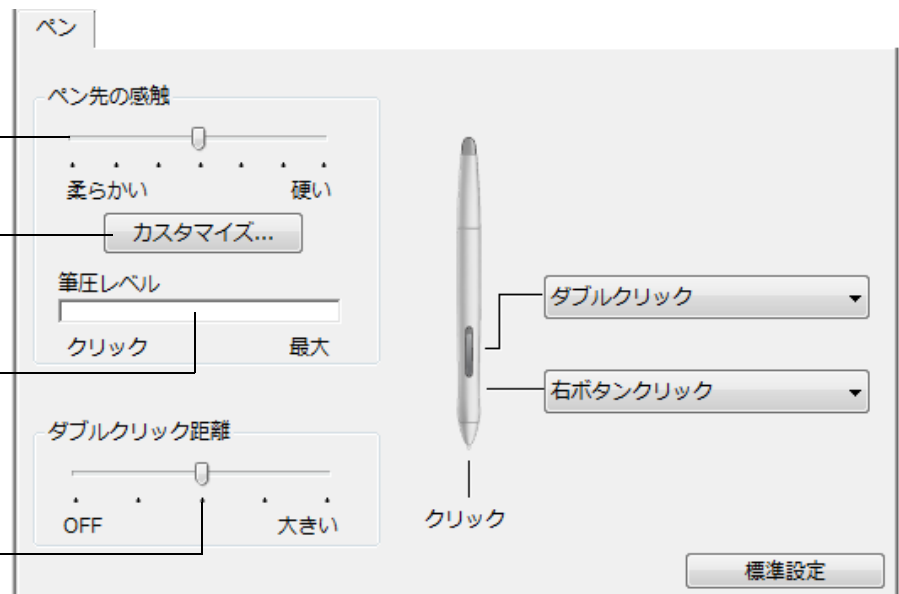 ペン
ペン先の感触
柔らかい 硬い
カスタマイズ...
筆圧レベル
クリック 最大
ダブルクリック距離
OFF 大きい
ダブルクリック
右ボタンクリック
クリック
標準設定